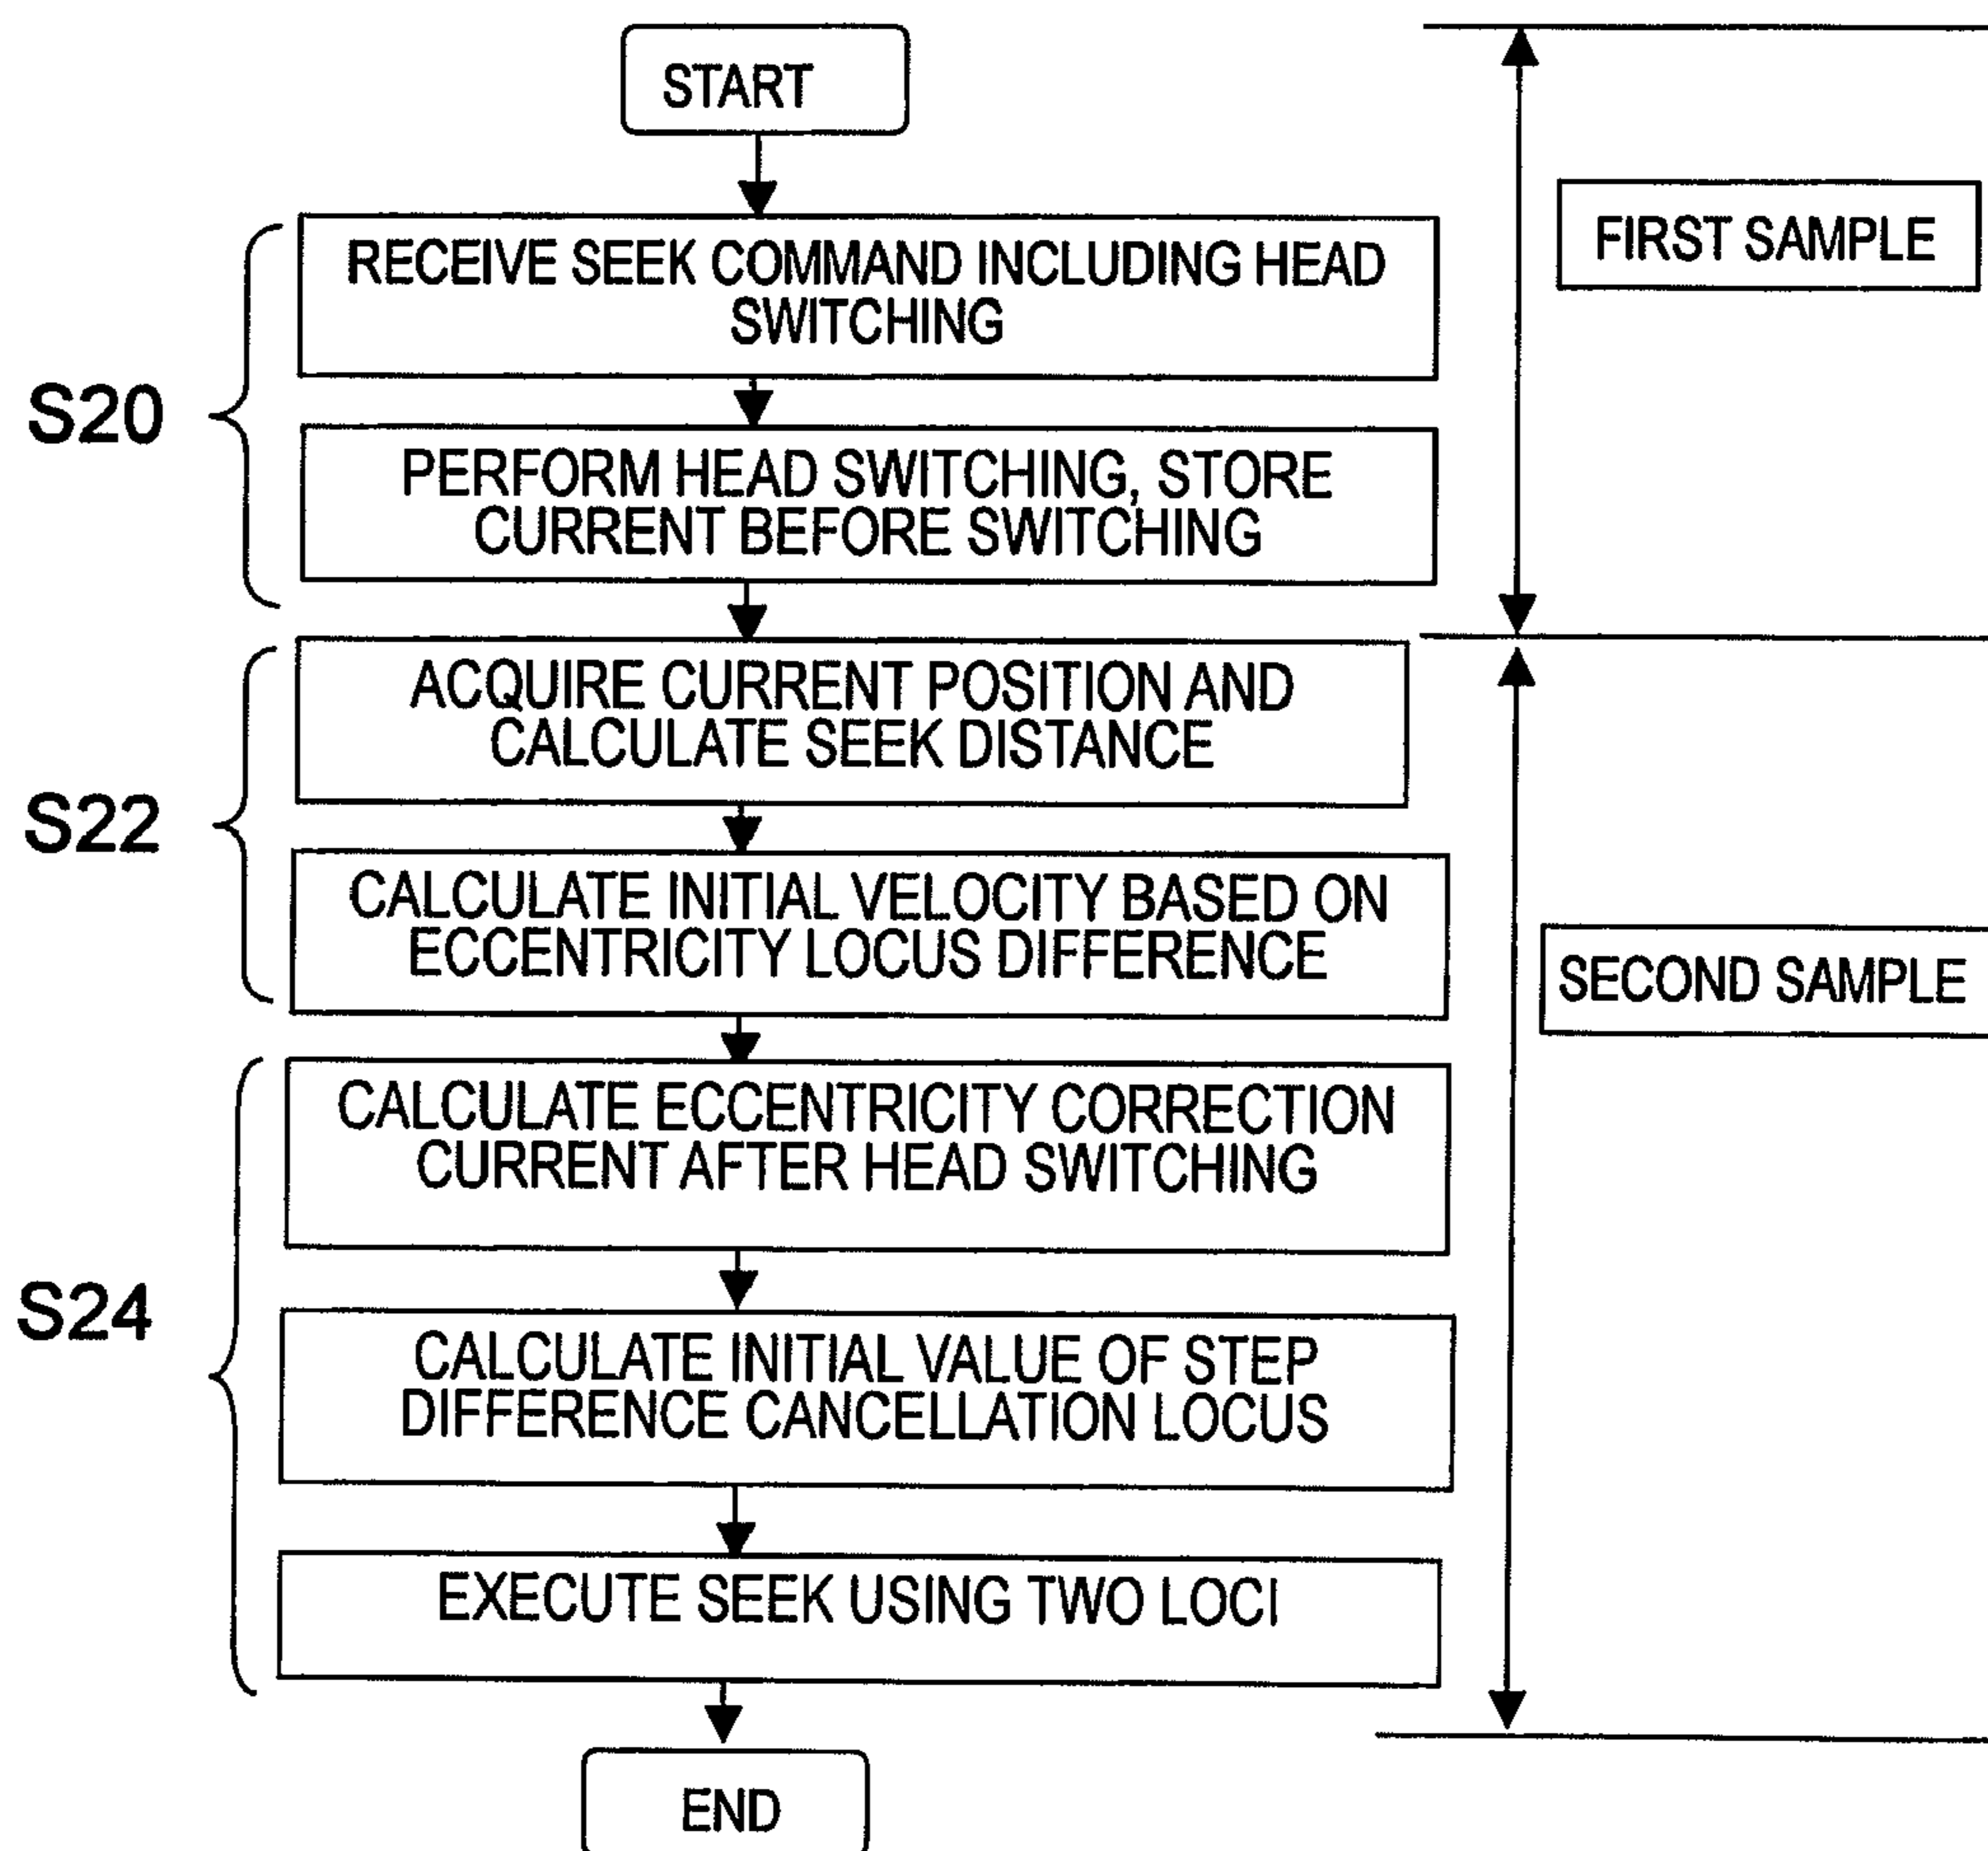 START
FIRST SAMPLE
RECEIVE SEEK COMMAND INCLUDING HEAD
SWITCHING
S20
PERFORM HEAD SWITCHING, STORE
CURRENT BEFORE SWITCHING
ACQUIRE CURRENT POSITION AND
CALCULATE SEEK DISTANCE
S22
CALCULATE INITIAL VELOCITY BASED ON
ECCENTRICITY LOCUS DIFFERENCE
SECOND SAMPLE
CALCULATE ECCENTRICITY CORRECTION
CURRENT AFTER HEAD SWITCHING
S24
CALCULATE INITIAL VALUE OF STEP
DIFFERENCE CANCELLATION LOCUS
EXECUTE SEEK USING TWO LOCI
END